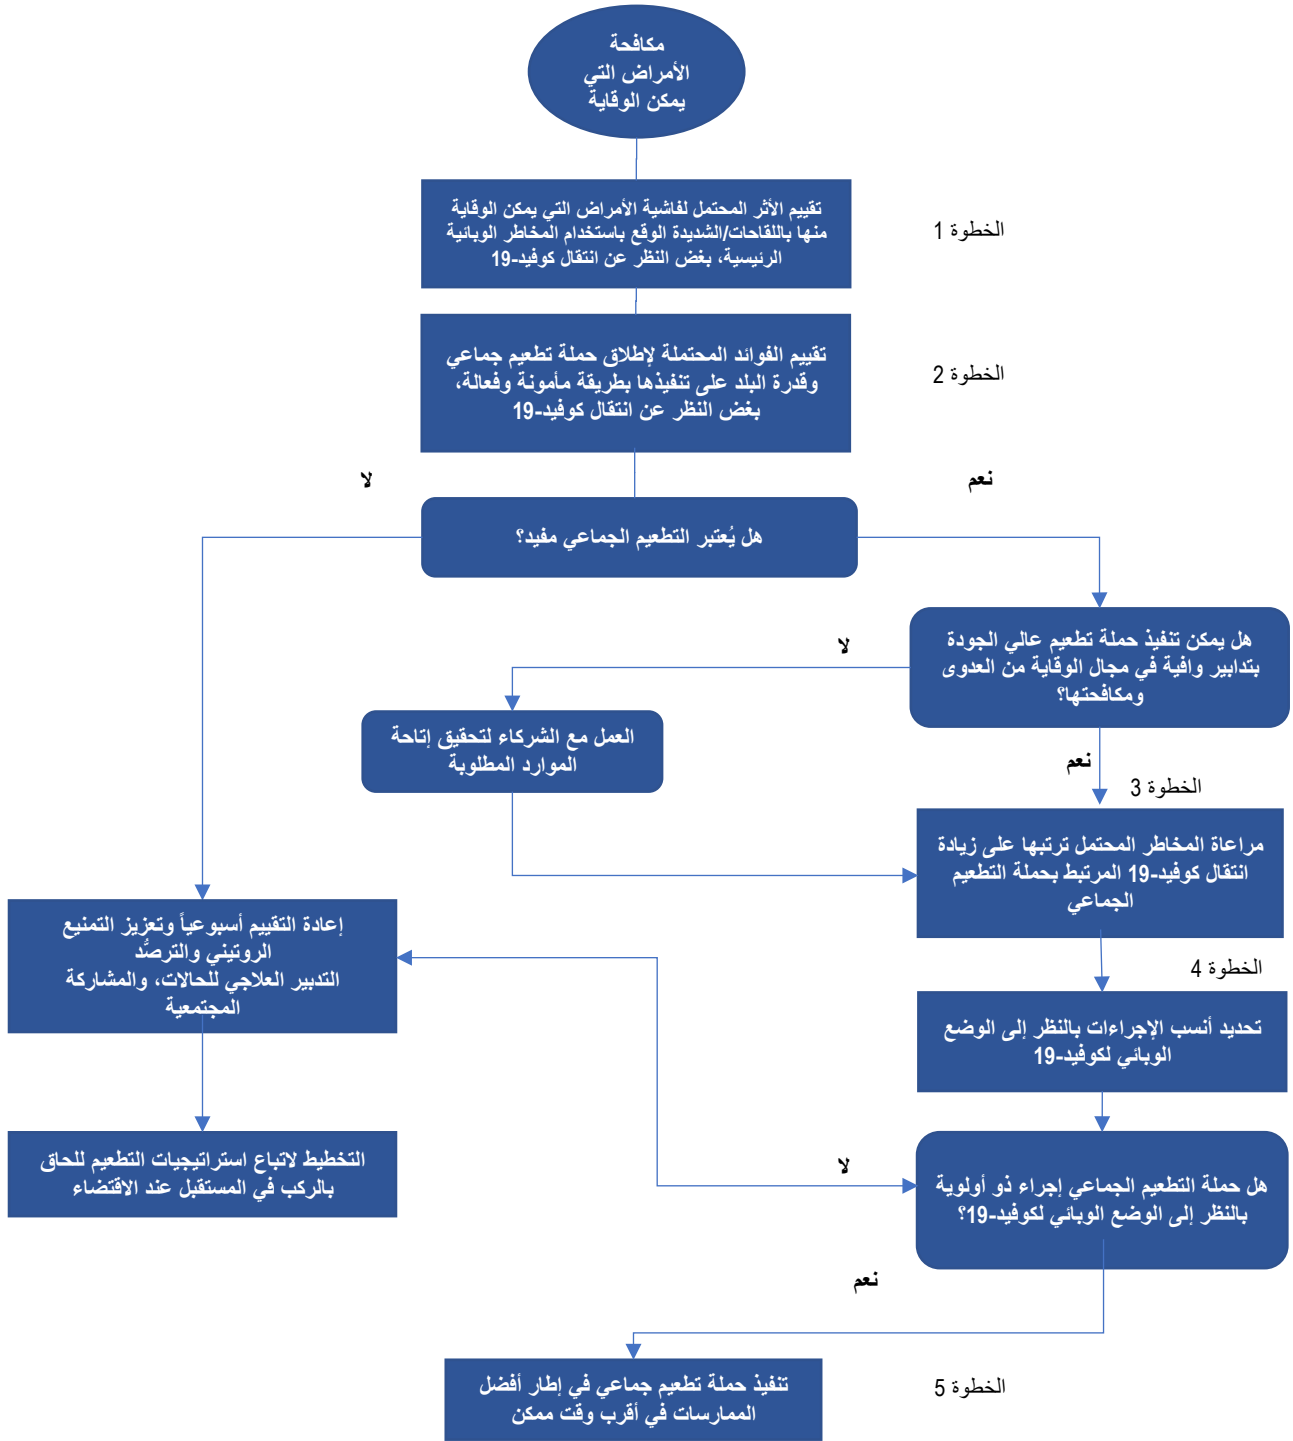 مكافحة
الأمراض التي
يمكن الوقاية
تقييم الأثر المحتمل لفاشية الأمراض التي يمكن الوقاية
منها باللقاحات/الشديدة الوقع باستخدام المخاطر الوبائية
الرئيسية، بغض النظر عن انتقال كوفيد-19
الخطوة 1
تقييم الفوائد المحتملة لإطلاق حملة تطعيم جماعي
وقدرة البلد على تنفيذها بطريقة مأمونة وفعالة،
بغض النظر عن انتقال كوفيد-19
الخطوة 2
نعم
لا
هل يُعتبر التطعيم الجماعي مفيد؟
هل يمكن تنفيذ حملة تطعيم عالي الجودة
بتدابير وافية في مجال الوقاية من العدوى
ومكافحتها؟
لا
العمل مع الشركاء لتحقيق إتاحة
الموارد المطلوبة
نعم
الخطوة 3
مراعاة المخاطر المحتمل ترتبها على زيادة
انتقال كوفيد-19 المرتبط بحملة التطعيم
الجماعي
إعادة التقييم أسبوعياً وتعزيز التمنيع
الروتيني والترصُّد
التدبير العلاجي للحالات، والمشاركة
المجتمعية
الخطوة 4
تحديد أنسب الإجراءات بالنظر إلى الوضع
الوبائي لكوفيد-19
التخطيط لاتباع استراتيجيات التطعيم للحاق
بالركب في المستقبل عند الاقتضاء
لا
هل حملة التطعيم الجماعي إجراء ذو أولوية
بالنظر إلى الوضع الوبائي لكوفيد-19؟
نعم
تنفيذ حملة تطعيم جماعي في إطار أفضل
الممارسات في أقرب وقت ممكن
الخطوة 5